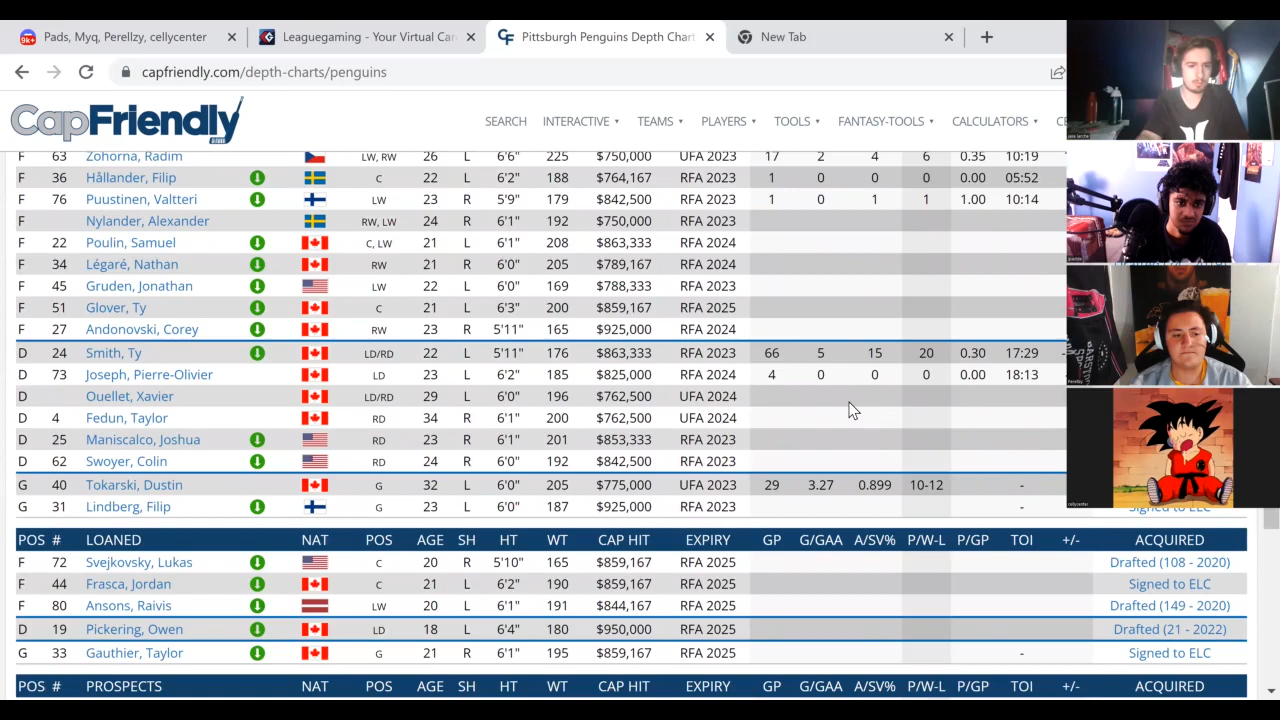 Pads, Myq, Perellzy, cellycenter
Leaguegaming - Your Virtual Car
Pittsburgh Penguins Depth Chart
New Tab
capfriendly.com/depth-charts/penguins
CapFriendly SEARCH INTERACTIVE TEAMS PLAYERS TOOLS FANTASY-TOOLS CALCULATORS
F 63 Zohorna, Radim LW, RW 26 L 6'6" 225 $750,000 UFA 2023 17 2 4 6 0.35 10:19
F 36 Hållander, Filip C 22 L 6'2" 188 $764,167 RFA 2023 1 0 0 0 0.00 05:52
F 76 Puustinen, Valtteri LW 23 R 5'9" 179 $842,500 RFA 2023 1 0 1 1 1.00 10:14
F Nylander, Alexander RW, LW 24 R 6'1" 192 $750,000 RFA 2023
F 22 Poulin, Samuel C, LW 21 L 6'1" 208 $863,333 RFA 2024
F 34 Légaré, Nathan RW 21 R 6'0" 205 $789,167 RFA 2024
F 45 Gruden, Jonathan LW 22 L 6'0" 169 $788,333 RFA 2023
F 51 Glover, Ty LW 21 L 6'3" 200 $859,167 RFA 2025
F 27 Andonovski, Corey RW 23 R 5'11" 165 $925,000 RFA 2024
D 24 Smith, Ty LD/RD 22 L 5'11" 176 $863,333 RFA 2023 66 5 15 20 0.30 17:29
D 73 Joseph, Pierre-Olivier LD 23 L 6'2" 185 $825,000 RFA 2024 4 0 0 0 0.00 18:13
D Ouellet, Xavier LD/RD 29 L 6'0" 196 $762,500 UFA 2024
D 4 Fedun, Taylor RD 34 R 6'1" 200 $762,500 UFA 2024
D 25 Maniscalco, Joshua RD 23 R 6'1" 201 $853,333 RFA 2023
D 62 Swoyer, Colin RD 24 R 6'0" 192 $842,500 RFA 2023
G 40 Tokarski, Dustin G 32 L 6'0" 205 $775,000 UFA 2023 29 3.27 0.899 10-12 -
G 31 Lindberg, Filip G 23 L 6'0" 187 $925,000 RFA 2023 - Signed to ELC
POS # LOANED NAT POS AGE SH HT WT CAP HIT EXPIRY GP G/GAA A/SV% P/W-L P/GP TOI +/- ACQUIRED
F 72 Svejkovsky, Lukas C 20 R 5'10" 165 $859,167 RFA 2025 Drafted (108 - 2020)
F 44 Frasca, Jordan C 21 L 6'2" 190 $859,167 RFA 2025 Signed to ELC
F 80 Ansons, Raivis LW 20 L 6'1" 191 $844,167 RFA 2025 Drafted (149 - 2020)
D 19 Pickering, Owen LD 18 L 6'4" 180 $950,000 RFA 2025 Drafted (21 - 2022)
G 33 Gauthier, Taylor G 21 R 6'1" 195 $859,167 RFA 2025 - Signed to ELC
POS # PROSPECTS NAT POS AGE SH HT WT CAP HIT EXPIRY GP G/GAA A/SV% P/W-L P/GP TOI +/- ACQUIRED
Perellzy
cellycenter